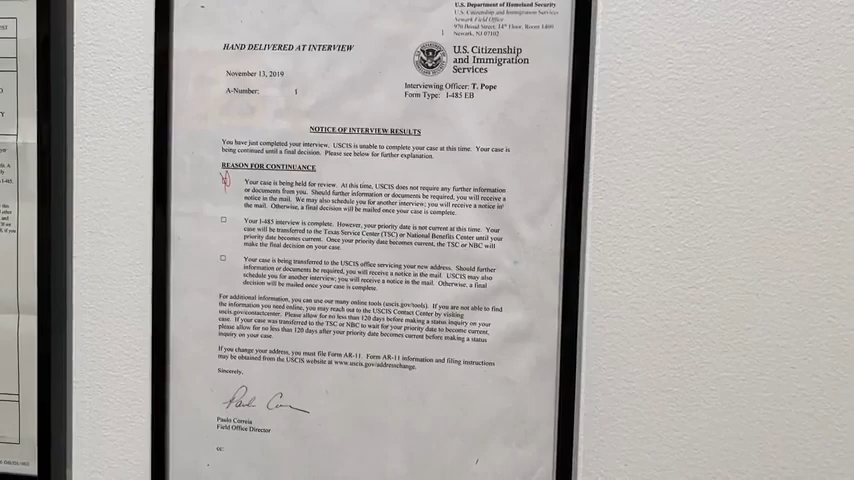 U.S. Department of Homeland Security
U.S. Citizenship and Immigration Services
Newark Field Office
970 Broad Street, 14th Floor, Room 1400
Newark, NJ 07102
HAND DELIVERED AT INTERVIEW
U.S. Citizenship
and Immigration
Services
November 13, 2019
Interviewing Officer: T. Pope
A-Number:
Form Type: I-485 EB
NOTICE OF INTERVIEW RESULTS
You have just completed your interview. USCIS is unable to complete your case at this time. Your case is
being continued until a final decision. Please see below for further explanation.
REASON FOR CONTINUANCE
Your case is being held for review. At this time, USCIS does not require any further information
or documents from you. Should further information or documents be required, you will receive a
notice in the mail. We may also schedule you for another interview; you will receive a notice in
the mail. Otherwise, a final decision will be mailed once your case is complete.
Your I-485 interview is complete. However, your priority date is not current at this time. Your
case will be transferred to the Texas Service Center (TSC) or National Benefits Center until your
priority date becomes current. Once your priority date becomes current, the TSC or NBC will
make the final decision on your case.
Your case is being transferred to the USCIS office servicing your new address. Should further
information or documents be required, you will receive a notice in the mail. USCIS may also
schedule you for another interview; you will receive a notice in the mail. Otherwise, a final
decision will be mailed once your case is complete.
For additional information, you can use our many online tools (uscis.gov/tools). If you are not able to find
the information you need online, you may reach out to the USCIS Contact Center by visiting
uscis.gov/contactcenter. Please allow for no less than 120 days before making a status inquiry on your
case. If your case was transferred to the TSC or NBC to wait for your priority date to become current,
please allow for no less than 120 days after your priority date becomes current before making a status
inquiry on your case.
If you change your address, you must file Form AR-11. Form AR-11 information and filing instructions
may be obtained from the USCIS website at www.uscis.gov/addresschange.
Sincerely,
Paulo Correia
Field Office Director
cc: